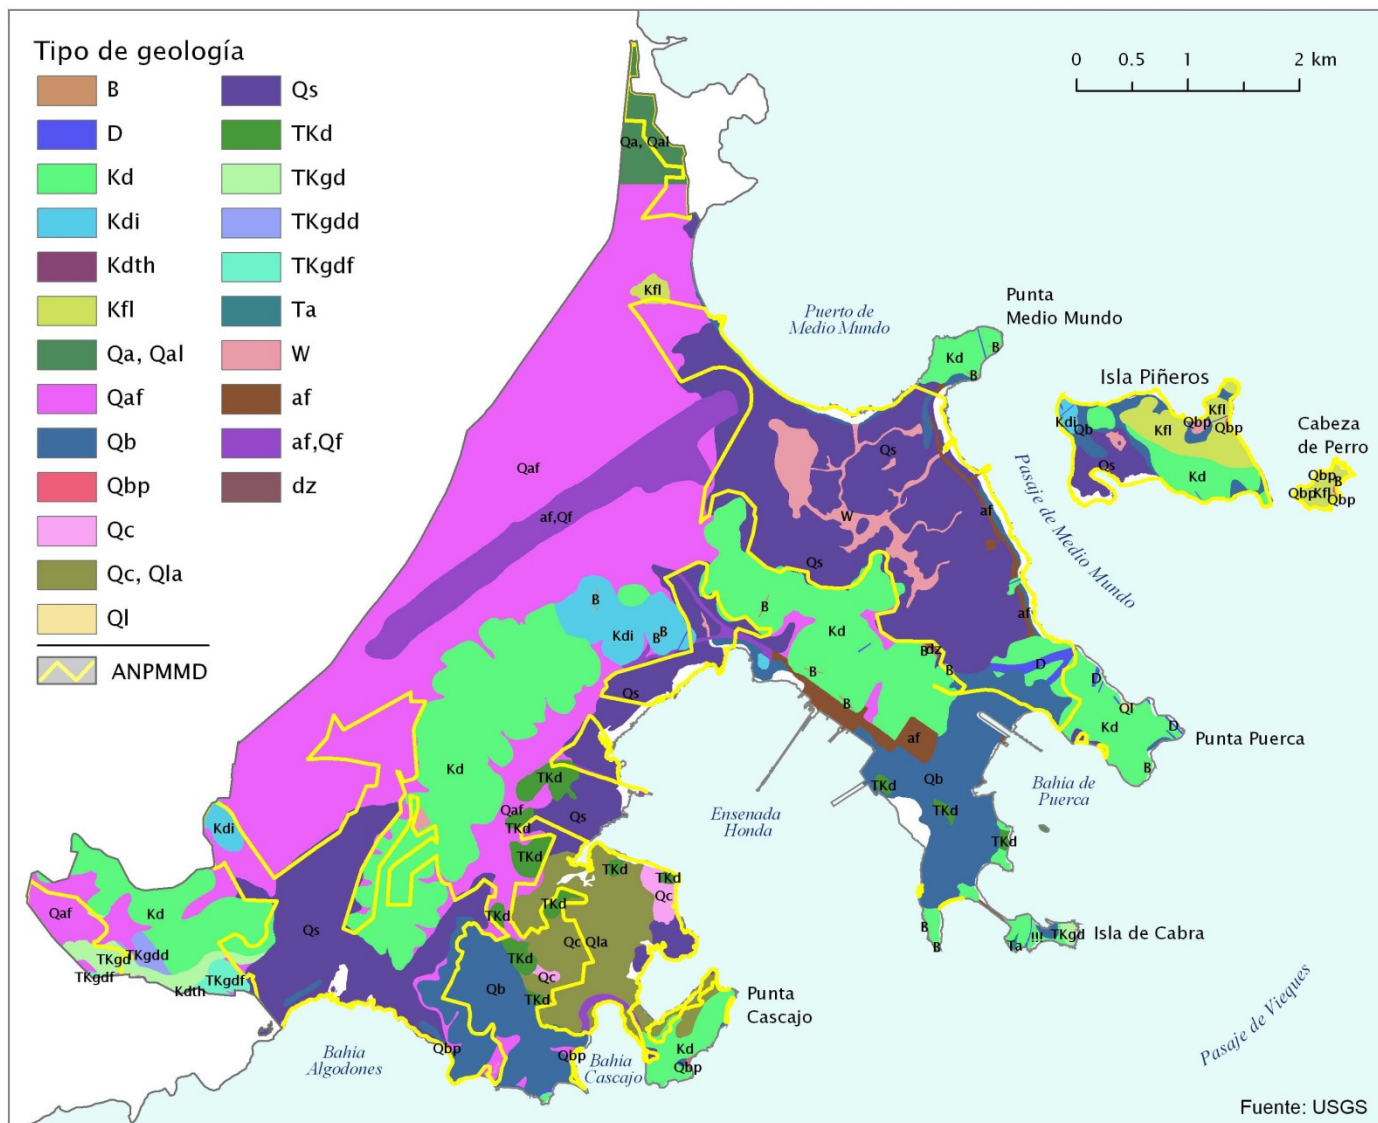 Tipo de geología
B
D
Kd
Kdi
Kdth
Kfl
Qa, Qal
Qaf
Qb
Qbp
Qc
Qc, Qla
Ql
Qs
TKd
TKgd
TKgdd
TKgdf
Ta
W
af
af,Qf
dz
ANPMMD
0 0.5 1 2 km
Qa, Qal
Kfl
Puerto de
Medio Mundo
Punta
Medio Mundo
Kd
B
B
Isla Piñeros
Kdi
Qb
Qs
Kfl
Qbp
Kfl
Qbp
Kd
Cabeza
de Perro
Qbp
B
Qbp
Kfl
Qbp
Pasaje de Medio Mundo
Qaf
af,Qf
Qs
W
af
Qs
af
B
Kdi
B
B
B
Kd
B
dz
B
B
B
af
D
D
Ql
D
Kd
B
Punta Puerca
Qs
Kd
TKd
Qaf
TKd
Qs
TKd
Ensenada
Honda
Qb
TKd
TKd
TKd
Bahía de
Puerca
Kdi
Qaf
Kd
TKgd
TKgdd
TKgdf
TKgdf
Kdth
Qs
TKd
TKd
TKd
TKd
Qc
Qc Qla
TKd
Qc
TKd
Qb
Qbp
Qbp
Kd
Qbp
Punta
Cascajo
Bahía
Algodones
Bahía
Cascajo
B
B
Ta
!!!
TKgd
Isla de Cabra
Pasaje de Vieques
Fuente: USGS